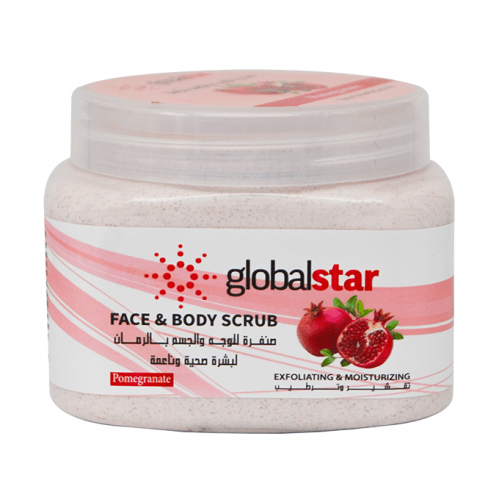 globalstar
FACE & BODY SCRUB
صنفرة للوجه والجسم بالرمان
لبشرة صحية وناعمة
Pomegranate
EXFOLIATING & MOISTURIZING
تقشير وترطيب